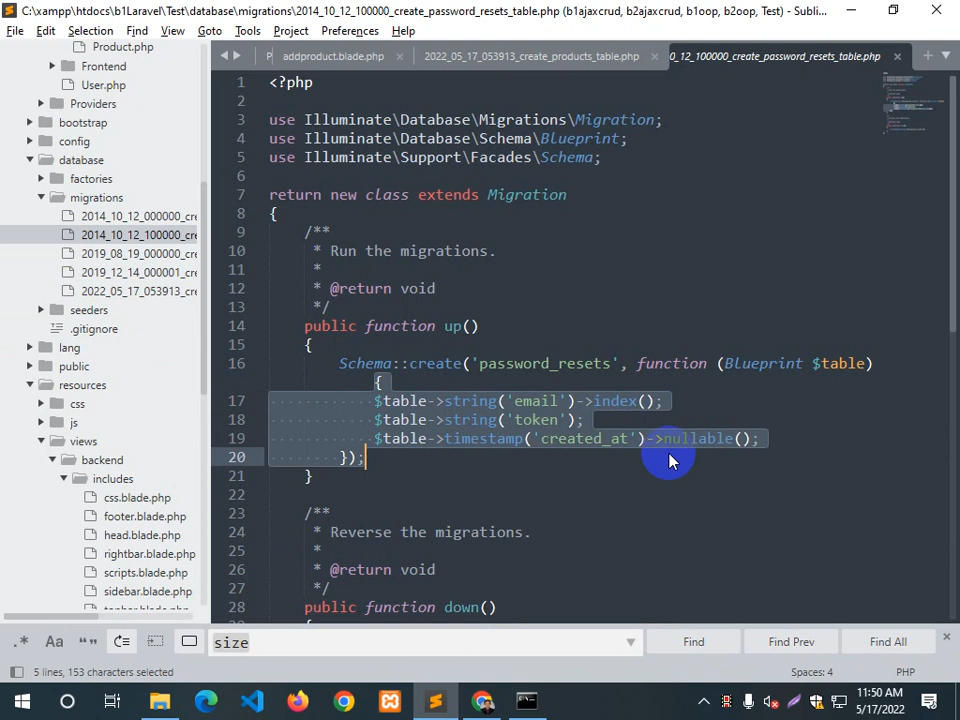 C:\xampp\htdocs\b1Laravel\Test\database\migrations\2014_10_12_100000_create_password_resets_table.php (b1ajaxcrud, b2ajaxcrud, b1oop, b2oop, Test) - Subli...
File Edit Selection Find View Goto Tools Project Preferences Help
P addproduct.blade.php 2022_05_17_053913_create_products_table.php 0_12_100000_create_password_resets_table.php
Product.php
Frontend
User.php
Providers
bootstrap
config
database
factories
migrations
2014_10_12_000000_cre
2014_10_12_100000_cre
2019_08_19_000000_cre
2019_12_14_000001_cre
2022_05_17_053913_cre
seeders
.gitignore
lang
public
resources
css
js
views
backend
includes
css.blade.php
footer.blade.php
head.blade.php
rightbar.blade.php
scripts.blade.php
sidebar.blade.php
topbar.blade.php
1 <?php
2
3 use Illuminate\Database\Migrations\Migration;
4 use Illuminate\Database\Schema\Blueprint;
5 use Illuminate\Support\Facades\Schema;
6
7 return new class extends Migration
8 {
9 /**
10 * Run the migrations.
11 *
12 * @return void
13 */
14 public function up()
15 {
16 Schema::create('password_resets', function (Blueprint $table)
{
17 $table->string('email')->index();
18 $table->string('token');
19 $table->timestamp('created_at')->nullable();
20 });
21 }
22
23 /**
24 * Reverse the migrations.
25 *
26 * @return void
27 */
28 public function down()
.* Aa “” size Find Find Prev Find All
5 lines, 153 characters selected Spaces: 4 PHP
11:50 AM
5/17/2022